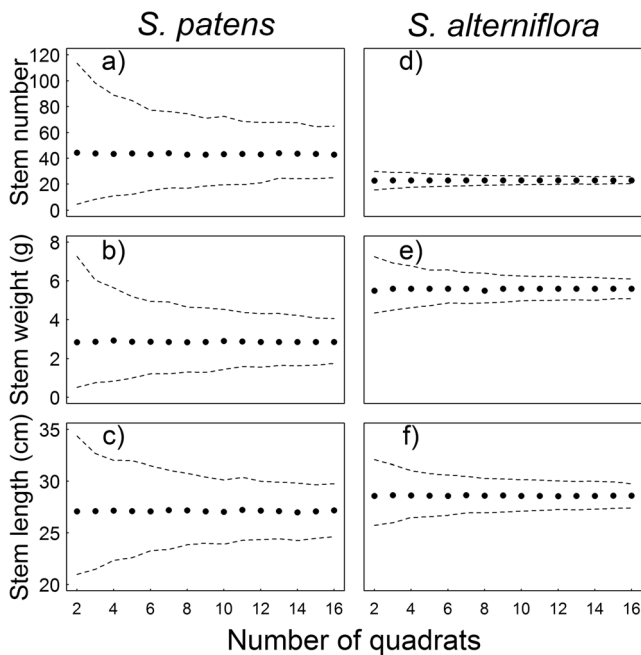 S. patens S. alterniflora
a) d)
Stem number
120
100
80
60
40
20
0
b) e)
Stem weight (g)
8
6
4
2
0
c) f)
Stem length (cm)
35
30
25
20
2 4 6 8 10 12 14 16 2 4 6 8 10 12 14 16
Number of quadrats